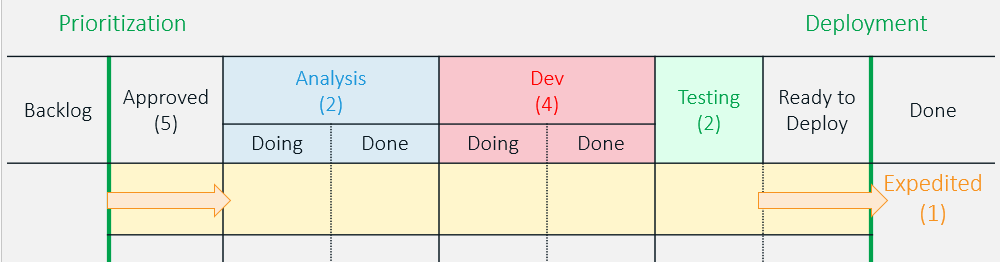 Prioritization
Deployment
Backlog
Approved
(5)
Analysis
(2)
Doing
Done
Dev
(4)
Doing
Done
Testing
(2)
Ready to
Deploy
Done
Expedited
(1)